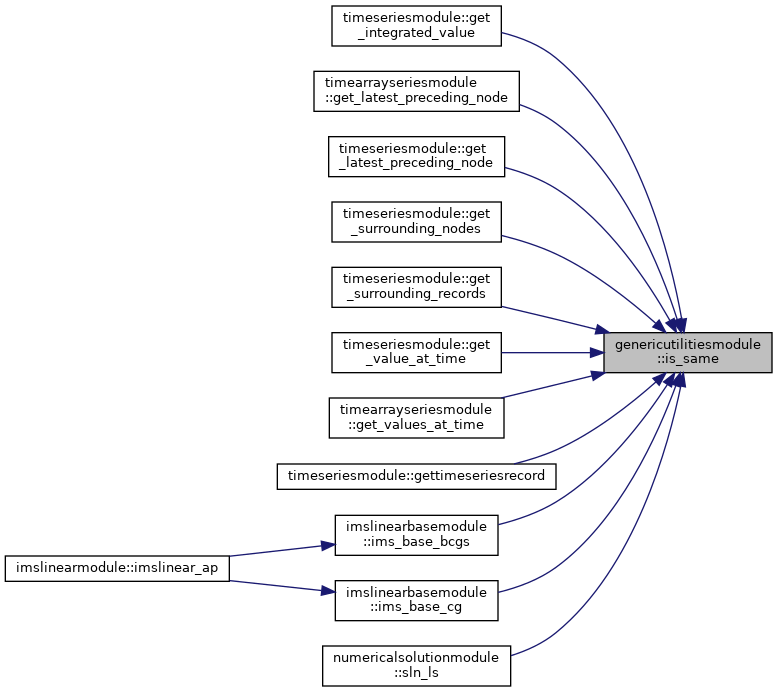 timeseriesmodule::get
_integrated_value
timearrayseriesmodule
::get_latest_preceding_node
timeseriesmodule::get
_latest_preceding_node
timeseriesmodule::get
_surrounding_nodes
timeseriesmodule::get
_surrounding_records
genericutilitiesmodule
::is_same
timeseriesmodule::get
_value_at_time
timearrayseriesmodule
::get_values_at_time
timeseriesmodule::gettimeseriesrecord
imslinearbasemodule
::ims_base_bcgs
imslinearmodule::imslinear_ap
imslinearbasemodule
::ims_base_cg
numericalsolutionmodule
::sln_ls